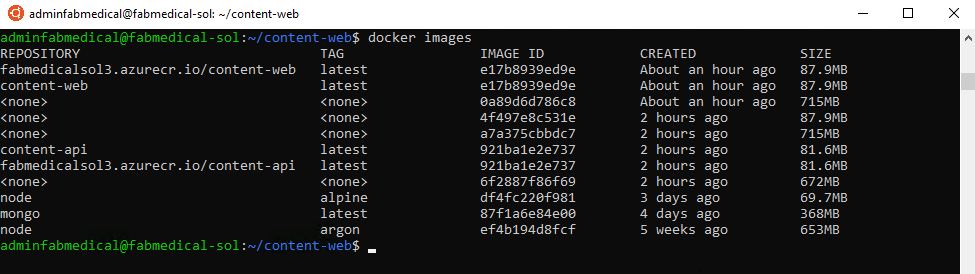 adminfabmedical@fabmedical-sol: ~/content-web
adminfabmedical@fabmedical-sol:~/content-web$ docker images
REPOSITORY TAG IMAGE ID CREATED SIZE
fabmedicalsol3.azurecr.io/content-web latest e17b8939ed9e About an hour ago 87.9MB
content-web latest e17b8939ed9e About an hour ago 87.9MB
<none> <none> 0a89d6d786c8 About an hour ago 715MB
<none> <none> 4f497e8c531e 2 hours ago 87.9MB
<none> <none> a7a375cbbdc7 2 hours ago 715MB
content-api latest 921ba1e2e737 2 hours ago 81.6MB
fabmedicalsol3.azurecr.io/content-api latest 921ba1e2e737 2 hours ago 81.6MB
<none> <none> 6f2887f86f69 2 hours ago 672MB
node alpine df4fc220f981 3 days ago 69.7MB
mongo latest 87f1a6e84e00 4 days ago 368MB
node argon ef4b194d8fcf 5 weeks ago 653MB
adminfabmedical@fabmedical-sol:~/content-web$